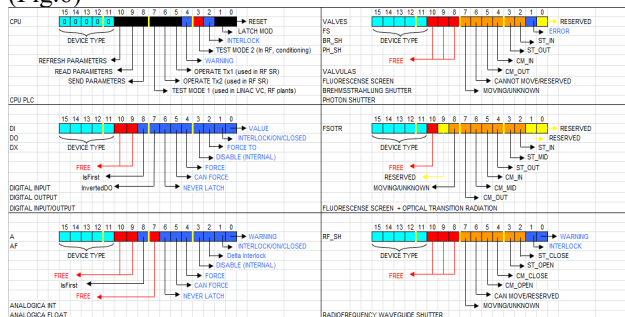 (Fig.6)
15 14 13 12 11 10 9 8 7 6 5 4 3 2 1 0
CPU
0 0 0 0 0
RESET
LATCH MOD
DEVICE TYPE
INTERLOCK
TEST MODE 2 (In RF, conditioning)
REFRESH PARAMETERS
WARNING
READ PARAMETERS
OPERATE Tx1 (used in RF SR)
SEND PARAMETERS
OPERATE Tx2 (used in RF SR)
TEST MODE 1 (used in LINAC VC, RF plants)
CPU PLC
15 14 13 12 11 10 9 8 7 6 5 4 3 2 1 0
VALVES
RESERVED
FS
ERROR
BR_SH
DEVICE TYPE
ST_IN
PH_SH
ST_OUT
FREE
CM_IN
VALVULAS
CM_OUT
FLUORESENSE SCREEN
CANNOT MOVE/RESERVED
BREHMSSTRAHLUNG SHUTTER
MOVING/UNKNOWN
PHOTON SHUTTER
15 14 13 12 11 10 9 8 7 6 5 4 3 2 1 0
DI
VALUE
DO
INTERLOCK/ON/CLOSED
DX
DEVICE TYPE
FORCE TO
DISABLE (INTERNAL)
FREE
FORCE
IsFirst
CAN FORCE
DIGITAL INPUT
InvertedDO
NEVER LATCH
DIGITAL OUTPUT
DIGITAL INPUT/OUTPUT
15 14 13 12 11 10 9 8 7 6 5 4 3 2 1 0
FSOTR
RESERVED
RESERVED
DEVICE TYPE
ST_IN
ST_MID
FREE
ST_OUT
RESERVED
CM_IN
MOVING/UNKNOWN
CM_MID
CM_OUT
FLUORESENSE SCREEN + OPTICAL TRANSITION RADIATION
15 14 13 12 11 10 9 8 7 6 5 4 3 2 1 0
A
WARNING
AF
INTERLOCK/ON/CLOSED
DEVICE TYPE
Delta Interlock
DISABLE (INTERNAL)
FREE
FORCE
IsFirst
CAN FORCE
FREE
NEVER LATCH
ANALOGICA INT
ANALOGICA FLOAT
15 14 13 12 11 10 9 8 7 6 5 4 3 2 1 0
RF_SH
WARNING
INTERLOCK
DEVICE TYPE
ST_CLOSE
ST_OPEN
FREE
CM_CLOSE
CM_OPEN
CAN MOVE/RESERVED
MOVING/UNKNOWN
RADIOFREQUENCY WAVEGUIDE SHUTTER